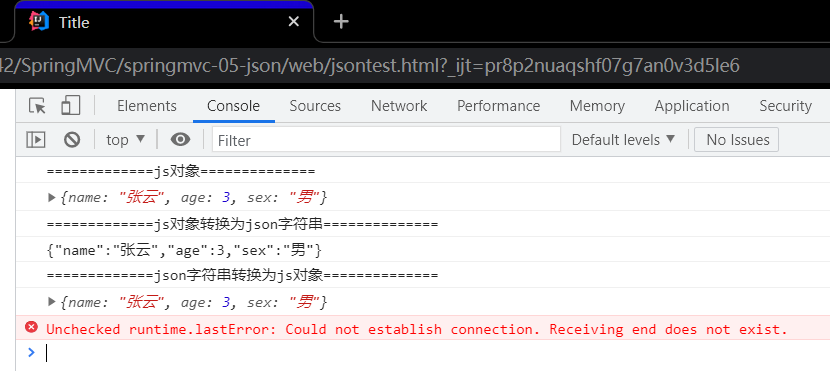 Title
42/SpringMVC/springmvc-05-json/web/jsontest.html?_ijt=pr8p2nuaqshf07g7an0v3d5le6
Elements Console Sources Network Performance Memory Application Security
top Filter Default levels No Issues
=============js对象==============
{name: "张云", age: 3, sex: "男"}
=============js对象转换为json字符串==============
{"name":"张云","age":3,"sex":"男"}
=============json字符串转换为js对象==============
{name: "张云", age: 3, sex: "男"}
Unchecked runtime.lastError: Could not establish connection. Receiving end does not exist.